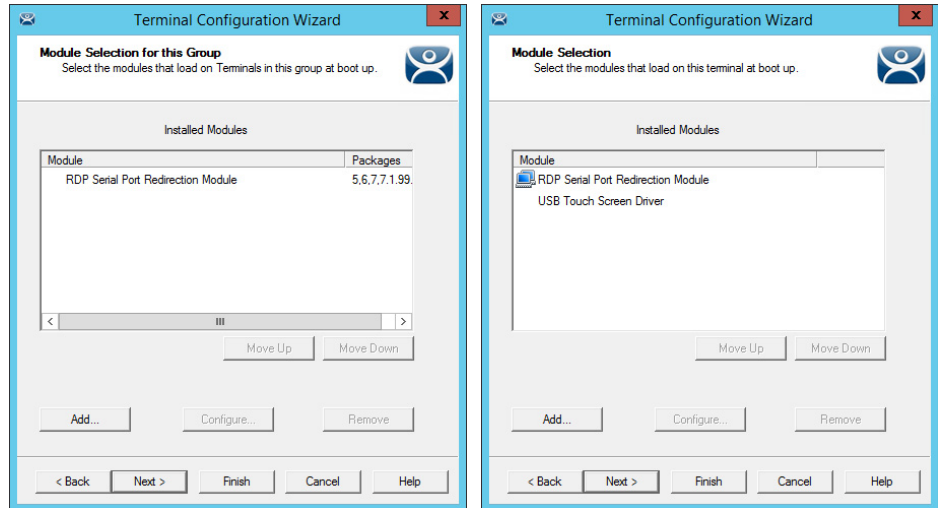 Terminal Configuration Wizard
x
Module Selection for this Group
Select the modules that load on Terminals in this group at boot up.
Installed Modules
Module Packages
RDP Serial Port Redirection Module 5,6,7,7.1.99.
Move Up Move Down
Add... Configure... Remove
< Back Next > Finish Cancel Help
Terminal Configuration Wizard
x
Module Selection
Select the modules that load on this terminal at boot up.
Installed Modules
Module
RDP Serial Port Redirection Module
USB Touch Screen Driver
Move Up Move Down
Add... Configure... Remove
< Back Next > Finish Cancel Help